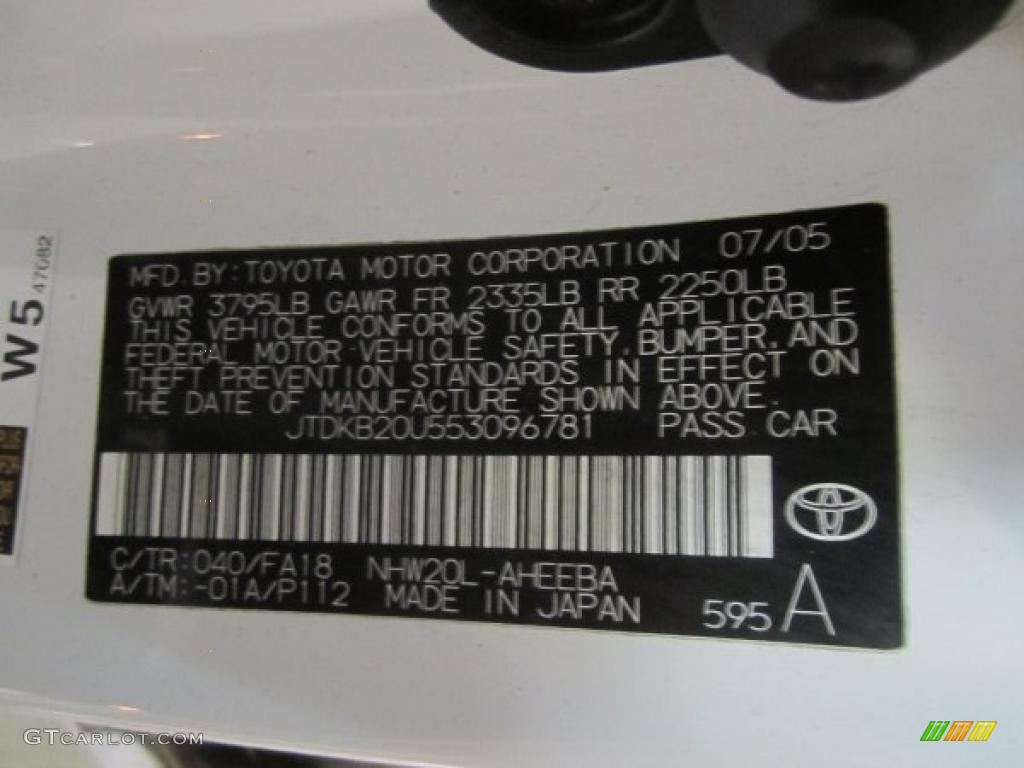 MFD. BY: TOYOTA MOTOR CORPORATION 07/05
GVWR 3795LB GAWR FR 2335LB RR 2250LB
THIS VEHICLE CONFORMS TO ALL APPLICABLE
FEDERAL MOTOR VEHICLE SAFETY, BUMPER, AND
THEFT PREVENTION STANDARDS IN EFFECT ON
THE DATE OF MANUFACTURE SHOWN ABOVE.
JTDKB20U553096781 PASS CAR
C/TR: 040/FA18 NHW20L-AHEEBA
A/TM: -01A/P112 MADE IN JAPAN 595 A
W5 47082
GTCARLOT.COM